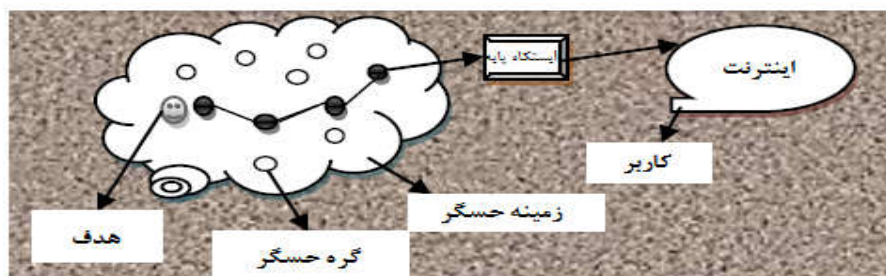 ایستگاه پایه
اینترنت
کاربر
زمینه حسگر
گره حسگر
هدف